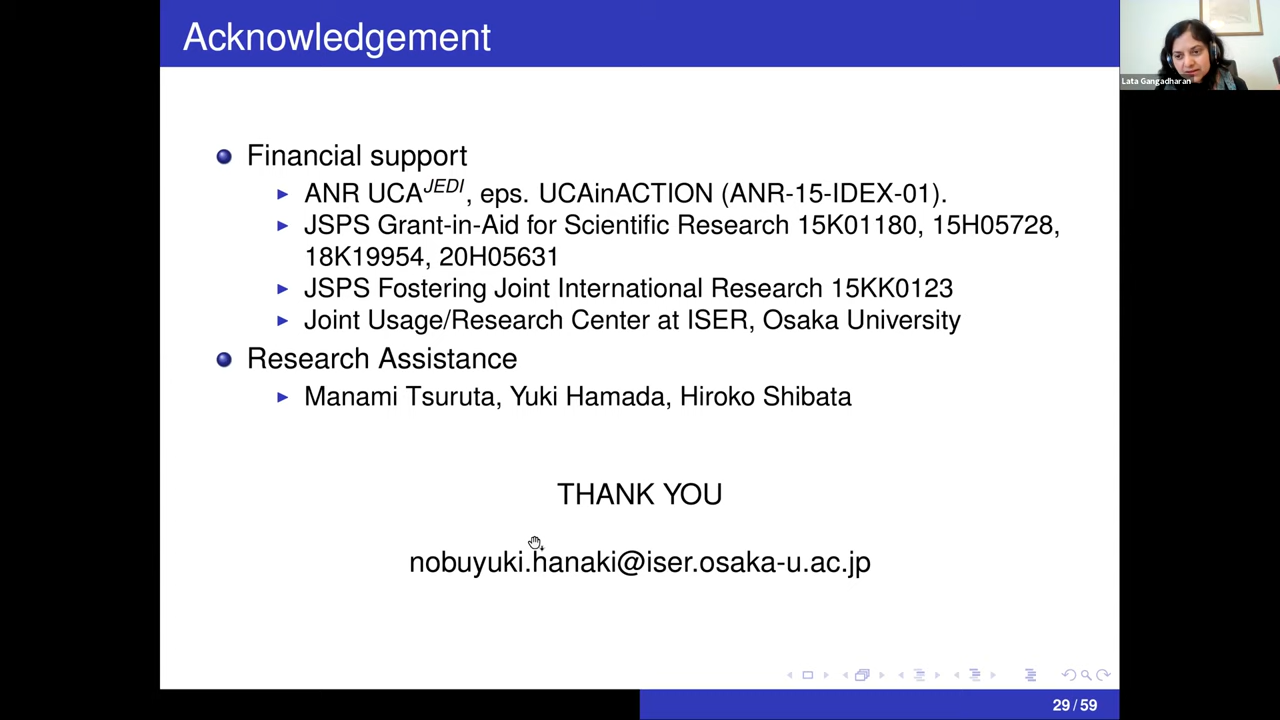 Acknowledgement
Lata Gangadharan
Financial support
ANR UCA^JEDI, eps. UCAinACTION (ANR-15-IDEX-01).
JSPS Grant-in-Aid for Scientific Research 15K01180, 15H05728,
18K19954, 20H05631
JSPS Fostering Joint International Research 15KK0123
Joint Usage/Research Center at ISER, Osaka University
Research Assistance
Manami Tsuruta, Yuki Hamada, Hiroko Shibata
THANK YOU
nobuyuki.hanaki@iser.osaka-u.ac.jp
29 / 59